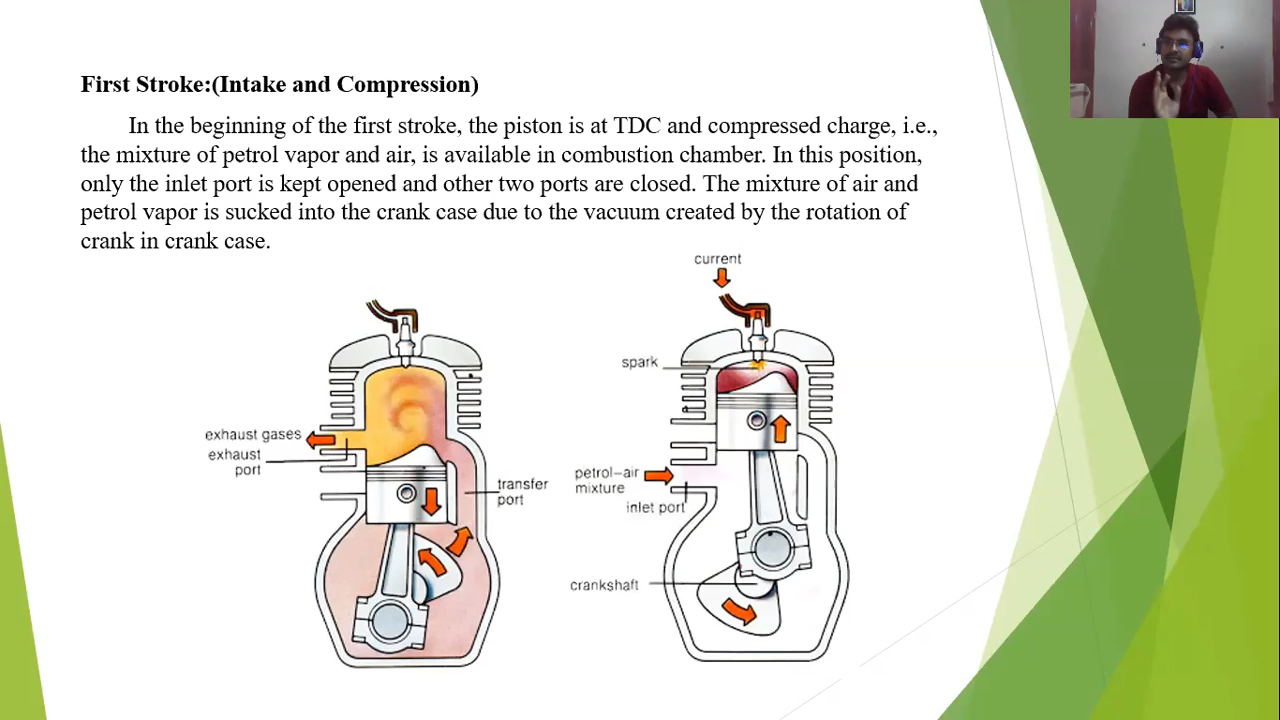 First Stroke:(Intake and Compression)
In the beginning of the first stroke, the piston is at TDC and compressed charge, i.e.,
the mixture of petrol vapor and air, is available in combustion chamber. In this position,
only the inlet port is kept opened and other two ports are closed. The mixture of air and
petrol vapor is sucked into the crank case due to the vacuum created by the rotation of
crank in crank case.
exhaust gases
exhaust
port
transfer
port
current
spark
petrol-air
mixture
inlet port
crankshaft